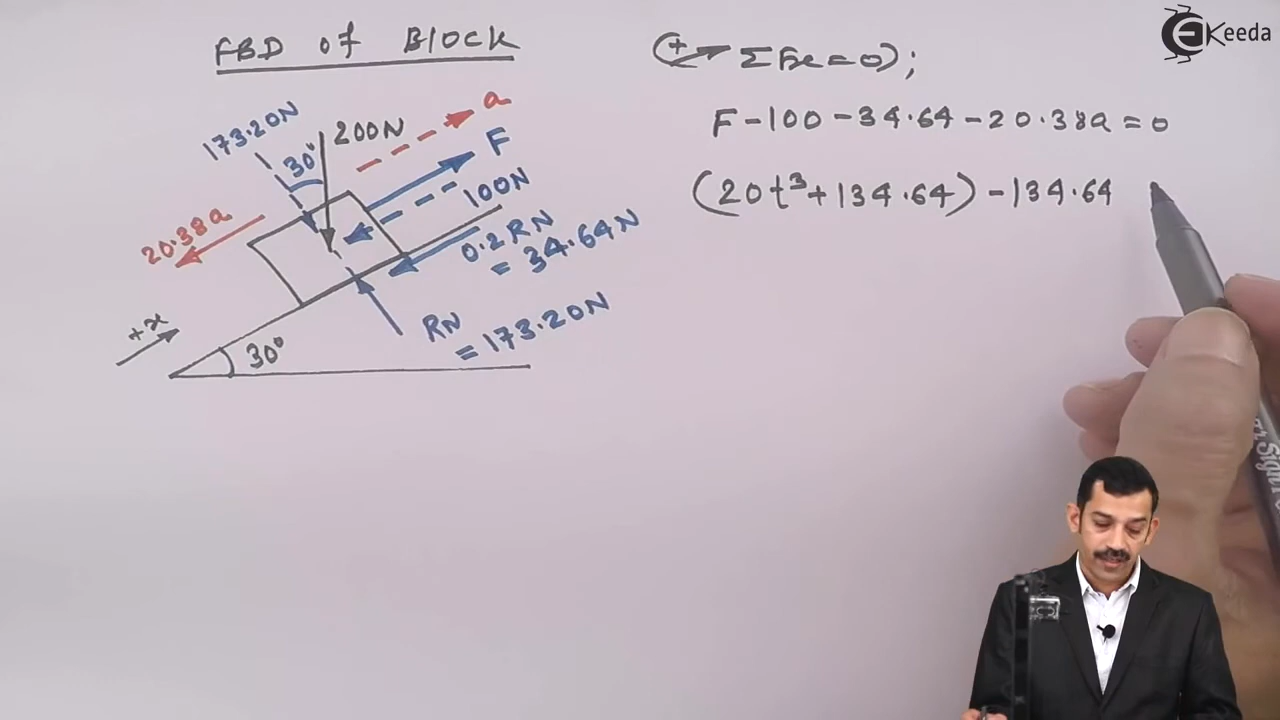 FBD of Block
173.20N
30°
200N
a
F
100N
20.38a
0.2RN
= 34.64N
RN
= 173.20N
+x
30°
(+ ΣFx=0);
F-100-34.64-20.38a=0
(20t³+134.64)-134.64
EKeeda